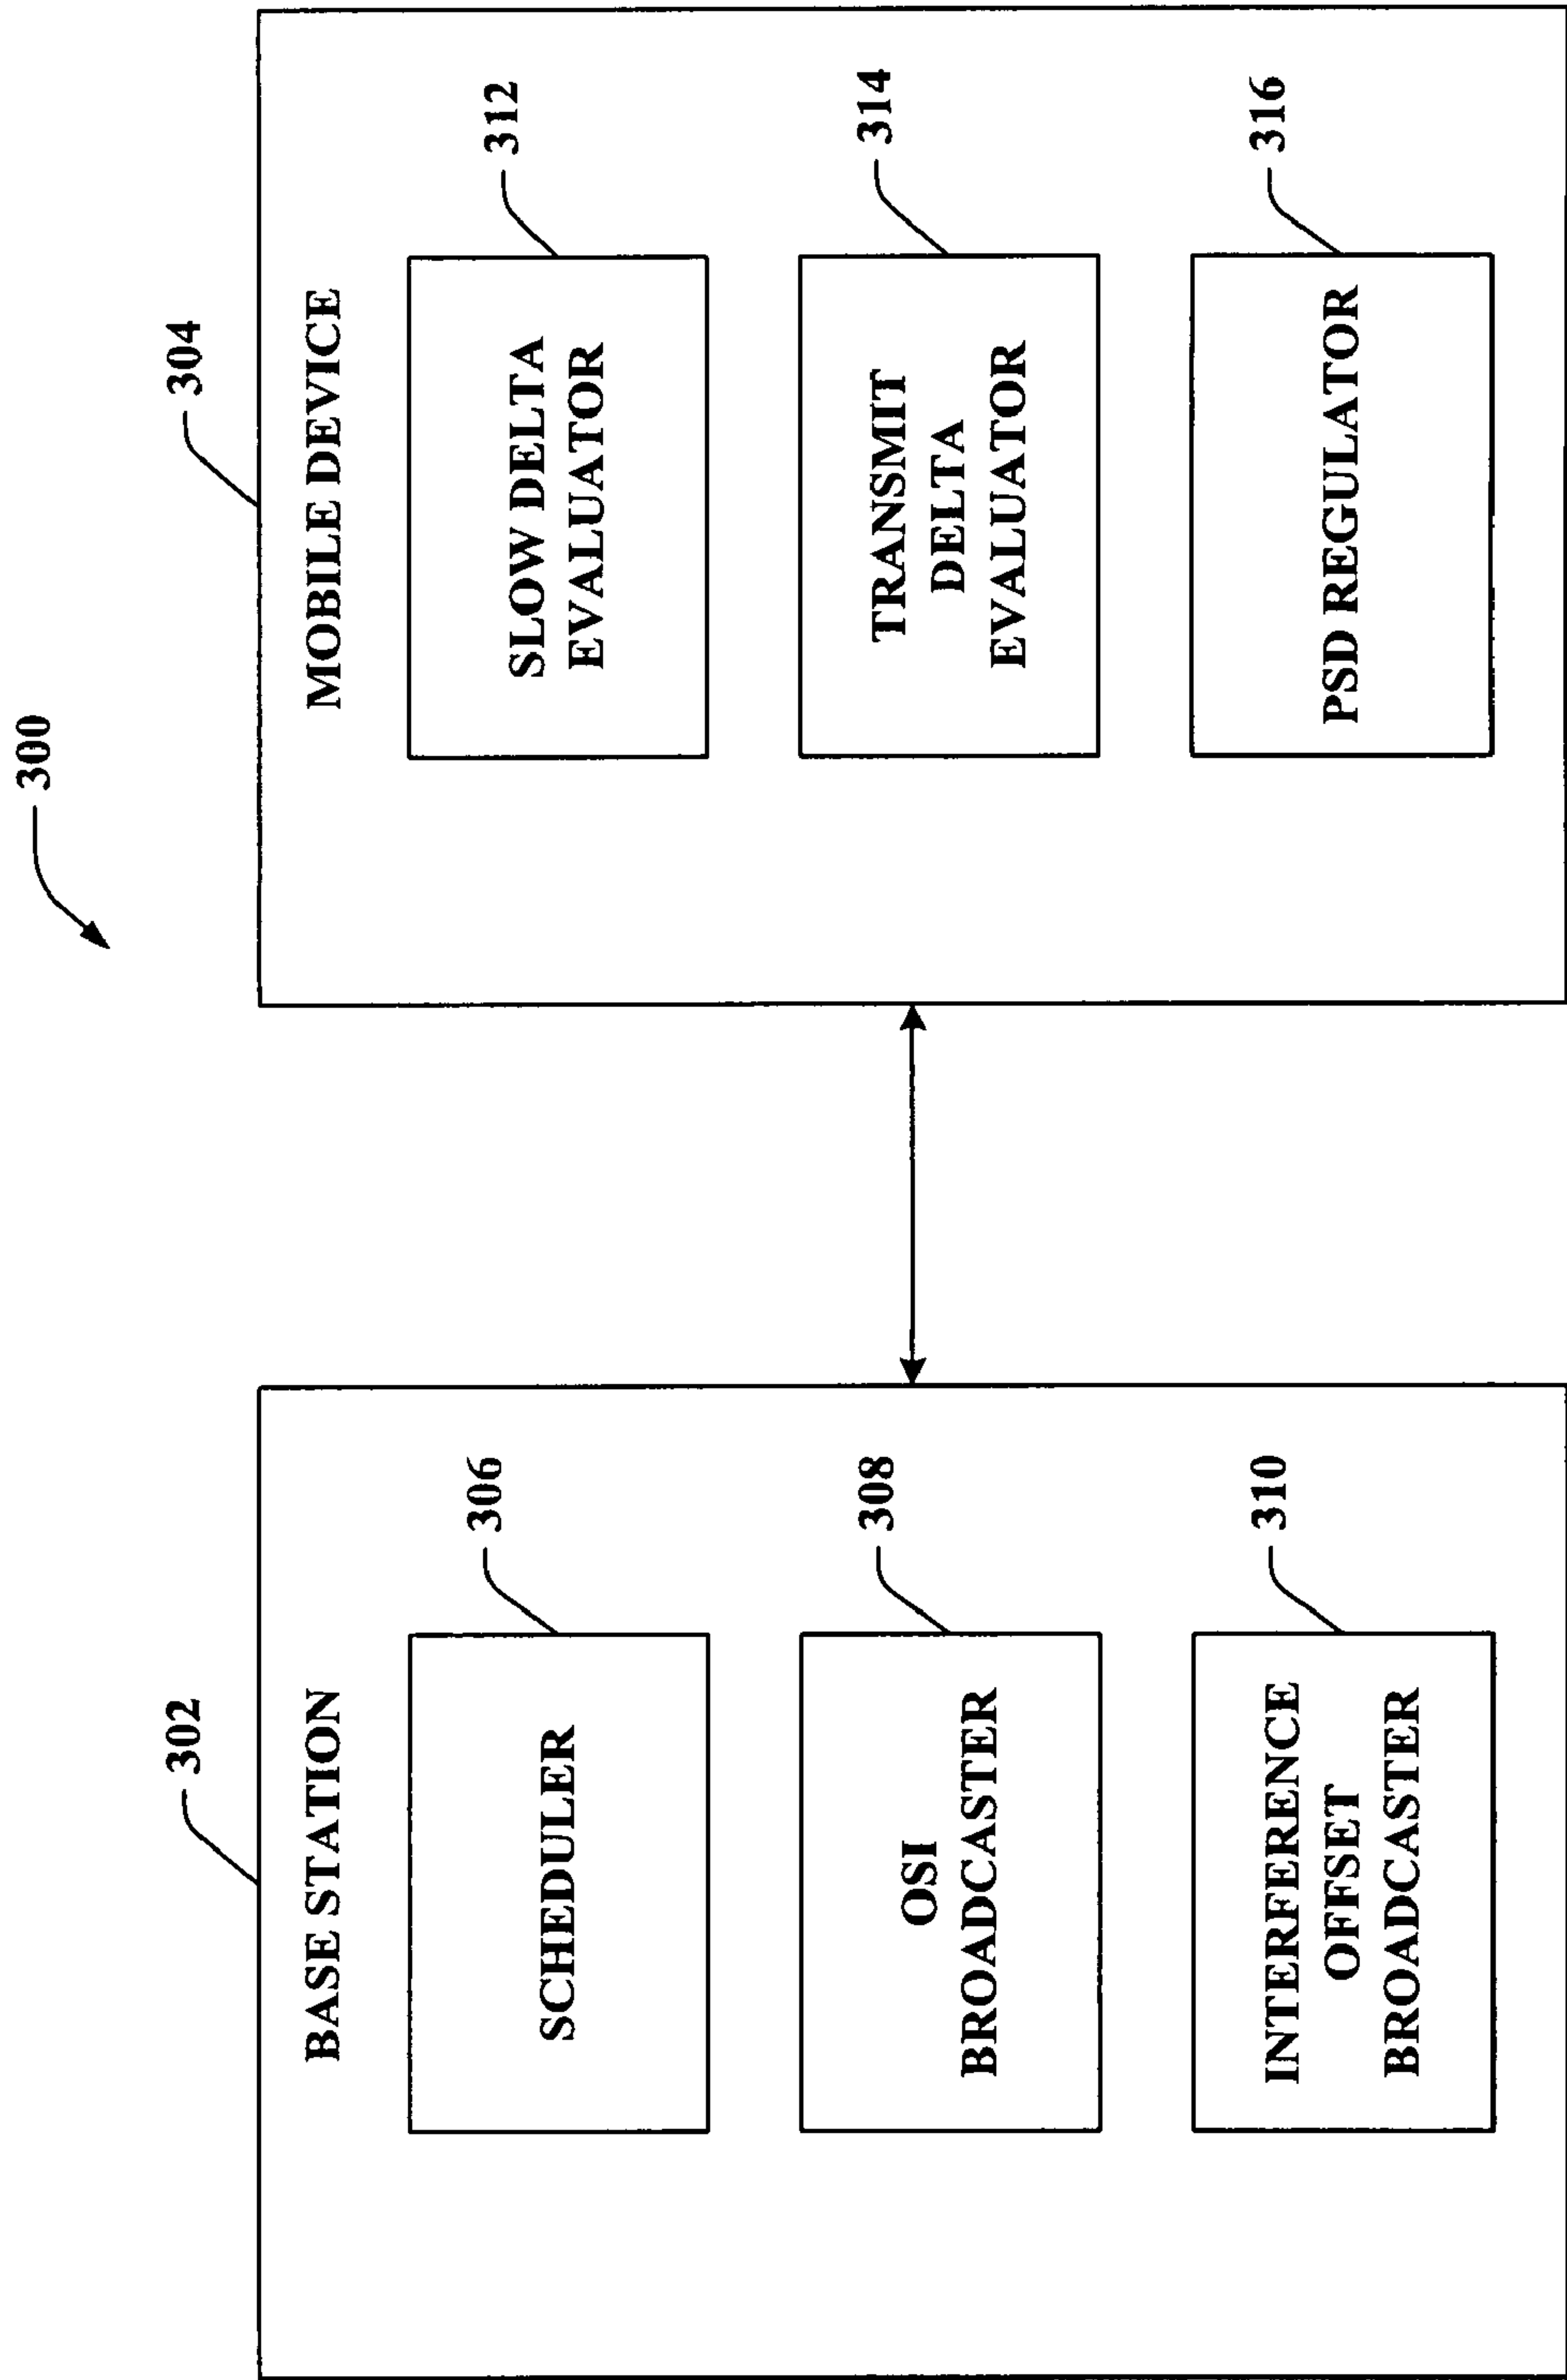 300
302
BASE STATION
306
SCHEDULER
308
OSI
BROADCASTER
310
INTERFERENCE
OFFSET
BROADCASTER
304
MOBILE DEVICE
312
SLOW DELTA
EVALUATOR
314
TRANSMIT
DELTA
EVALUATOR
316
PSD REGULATOR